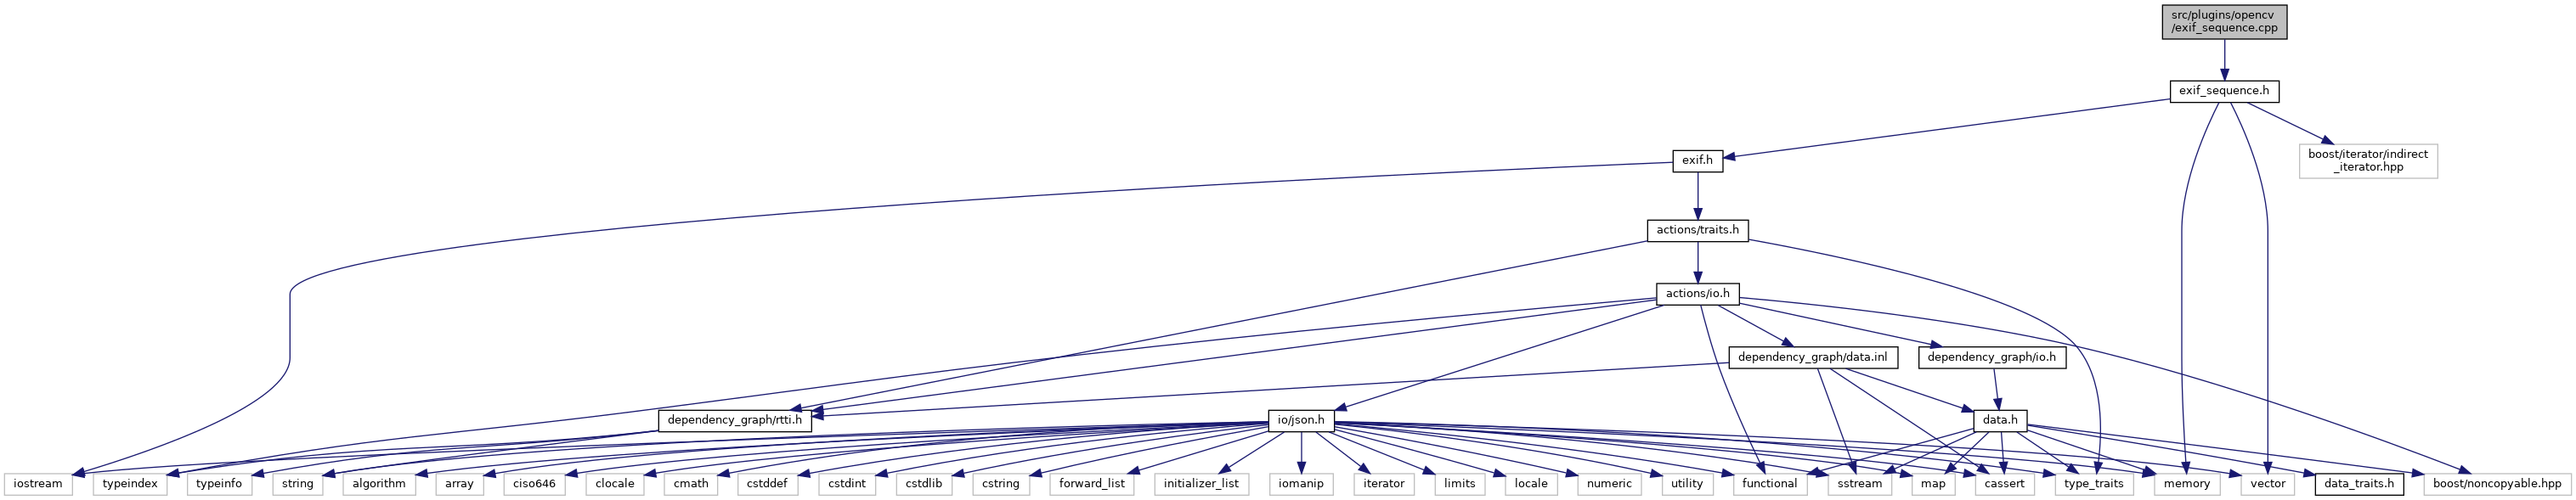 src/plugins/opencv
/exif_sequence.cpp
exif_sequence.h
exif.h
boost/iterator/indirect
_iterator.hpp
actions/traits.h
actions/io.h
dependency_graph/data.inl
dependency_graph/io.h
dependency_graph/rtti.h
io/json.h
data.h
iostream
typeindex
typeinfo
string
algorithm
array
ciso646
clocale
cmath
cstddef
cstdint
cstdlib
cstring
forward_list
initializer_list
iomanip
iterator
limits
locale
numeric
utility
functional
sstream
map
cassert
type_traits
memory
vector
data_traits.h
boost/noncopyable.hpp